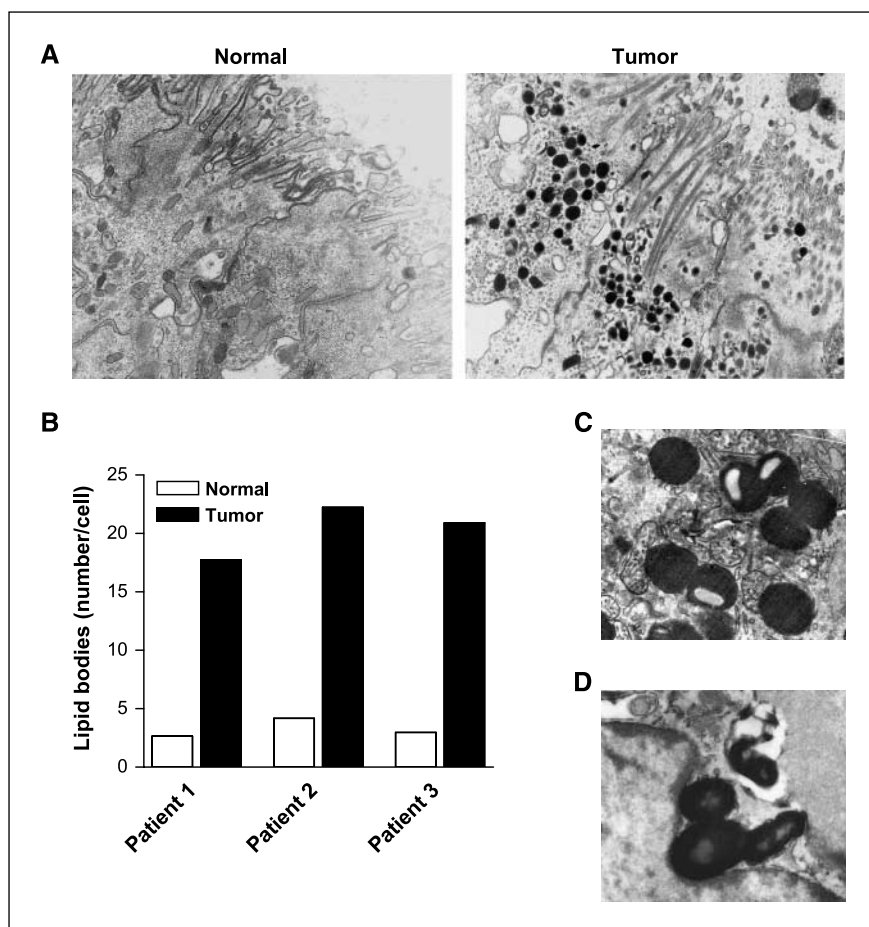 A
Normal
Tumor
B
Lipid bodies (number/cell)
25
20
15
10
5
0
Normal
Tumor
Patient 1
Patient 2
Patient 3
C
D